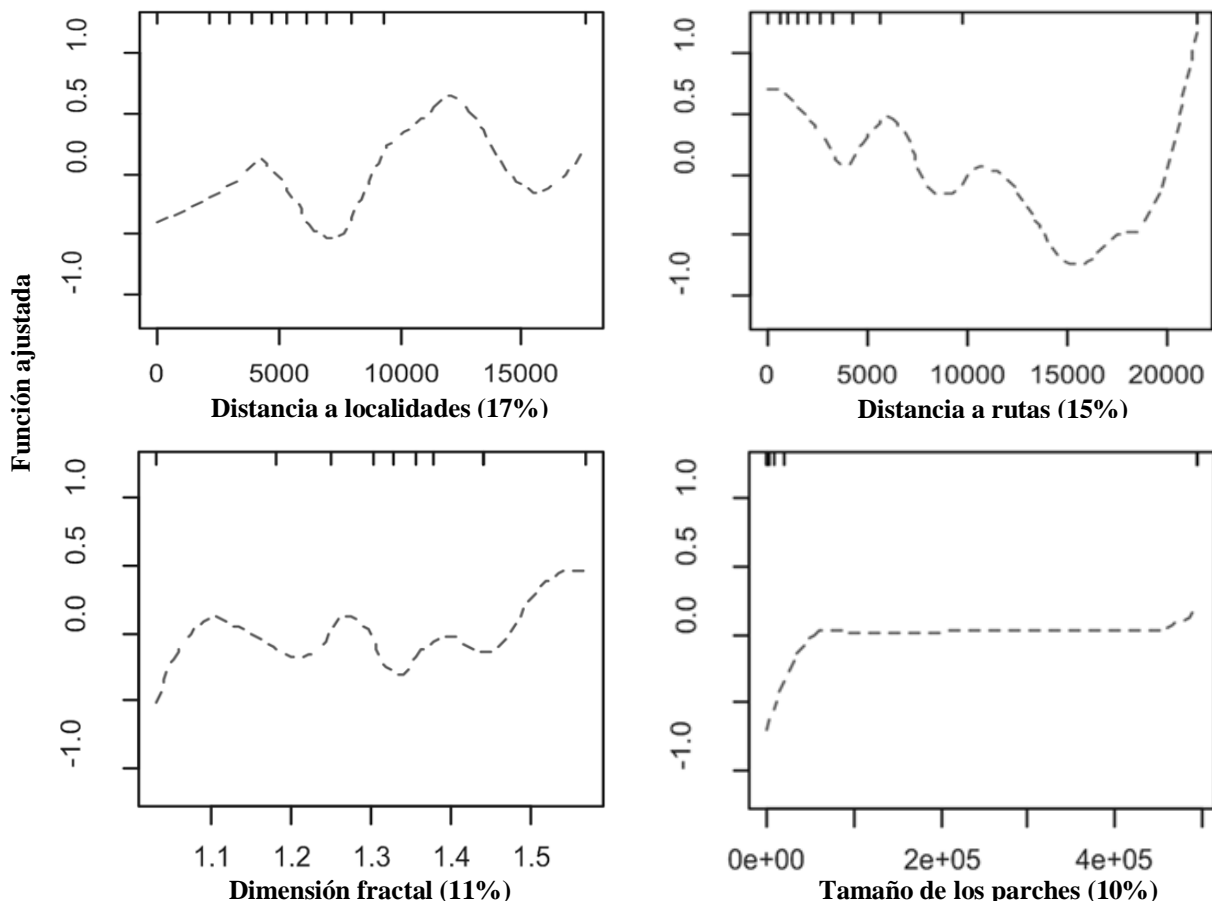 Función ajustada
1.0
0.5
0.0
-1.0
0 5000 10000 15000
Distancia a localidades (17%)
1.0
0.5
0.0
-1.0
0 5000 10000 15000 20000
Distancia a rutas (15%)
1.0
0.5
0.0
-1.0
1.1 1.2 1.3 1.4 1.5
Dimensión fractal (11%)
1.0
0.5
0.0
-1.0
0e+00 2e+05 4e+05
Tamaño de los parches (10%)